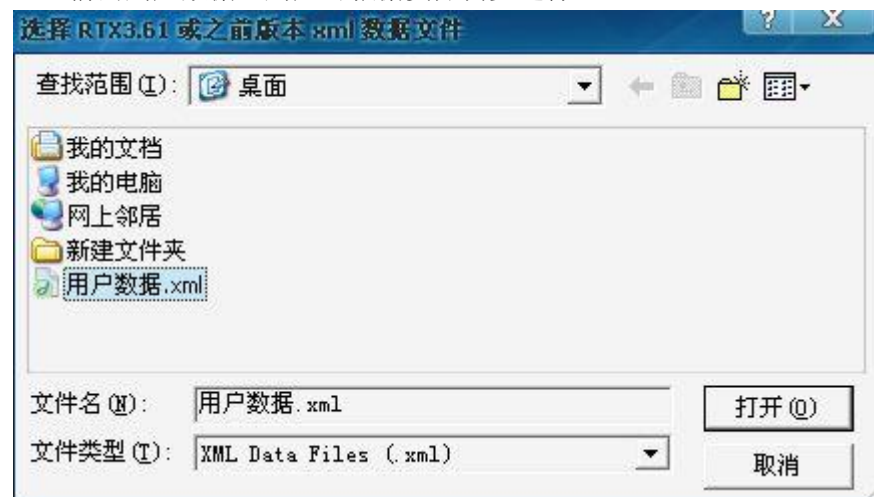 选择 RTX3.61 或之前版本 xml 数据文件
查找范围(I):
桌面
我的文档
我的电脑
网上邻居
新建文件夹
用户数据.xml
文件名(N):
用户数据.xml
打开(O)
文件类型(T):
XML Data Files (.xml)
取消